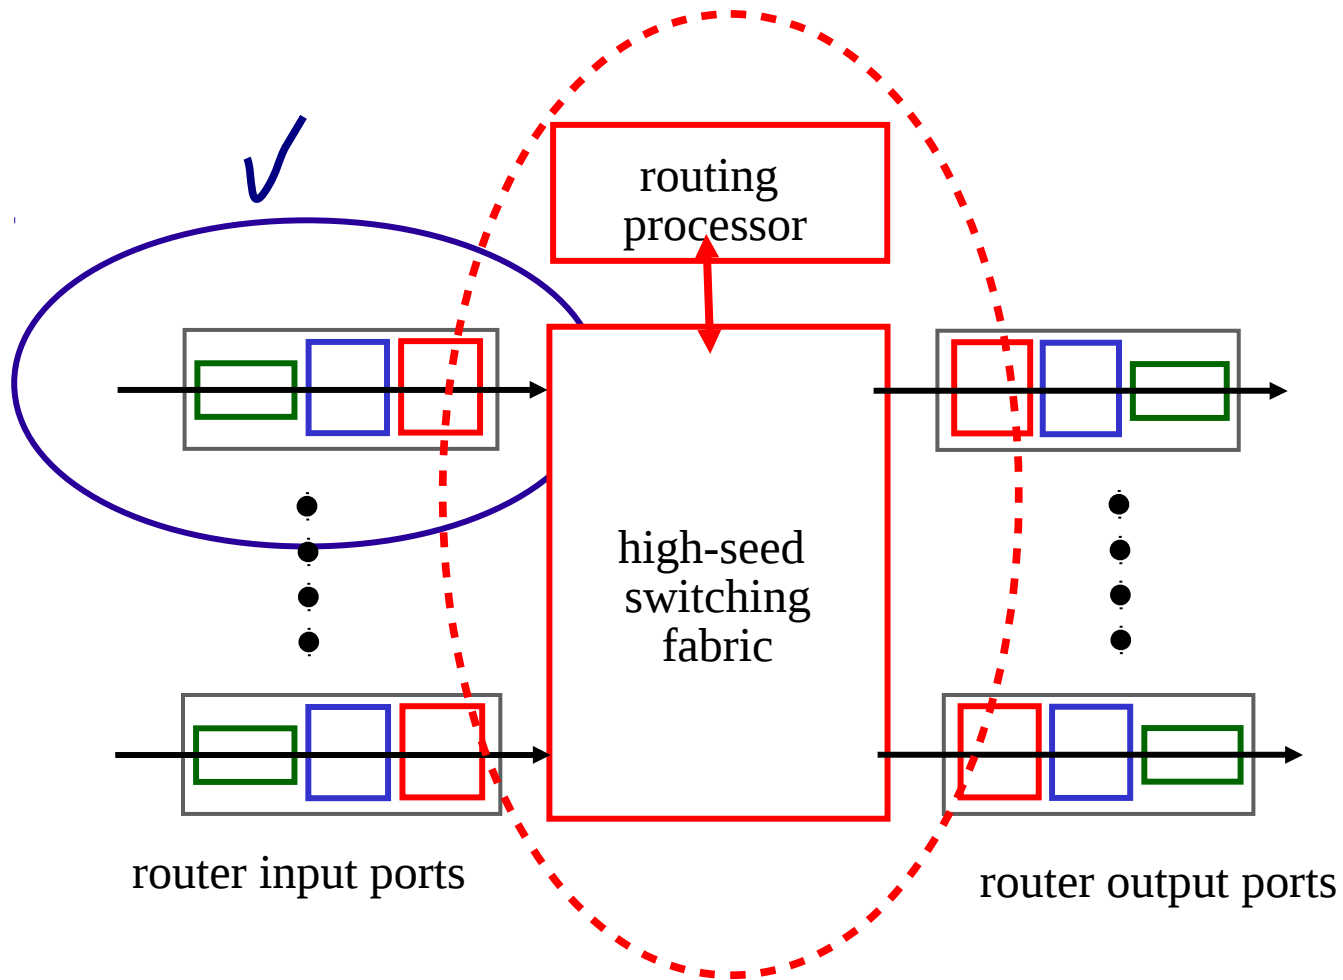 routing
processor
high-seed
switching
fabric
router input ports
router output ports